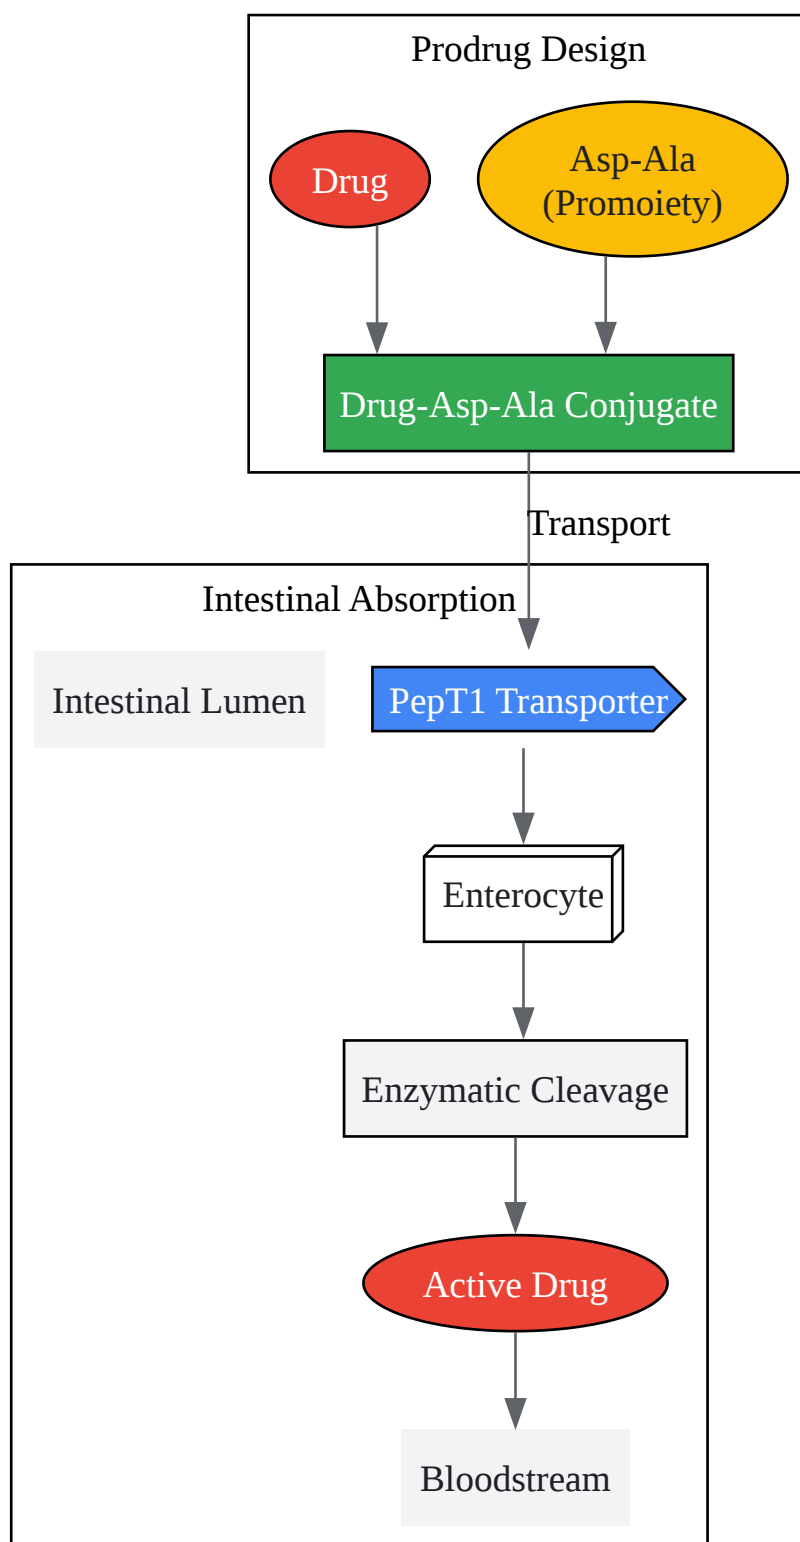 Prodrug Design
Drug
Asp-Ala
(Promoiety)
Drug-Asp-Ala Conjugate
Transport
Intestinal Absorption
Intestinal Lumen
PepT1 Transporter
Enterocyte
Enzymatic Cleavage
Active Drug
Bloodstream